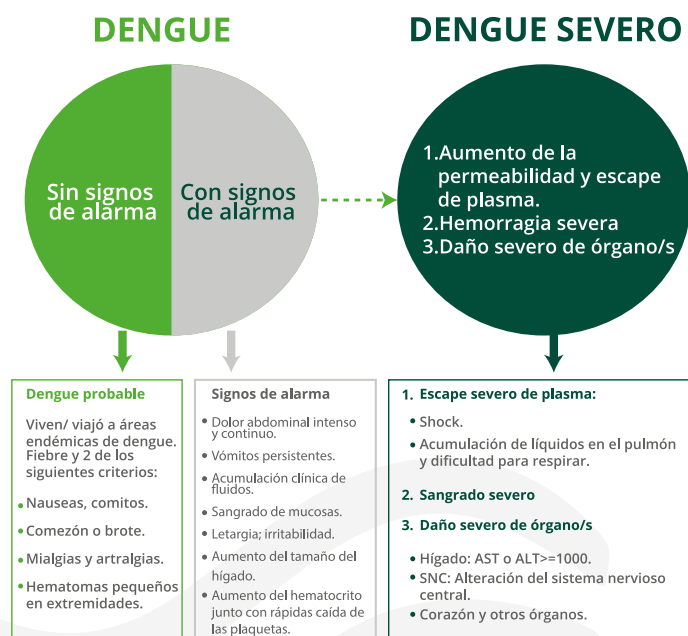 DENGUE
DENGUE SEVERO
Sin signos
de alarma
Con signos
de alarma
1.Aumento de la
permeabilidad y escape
de plasma.
2.Hemorragia severa
3.Daño severo de órgano/s
Dengue probable
Viven/ viajó a áreas
endémicas de dengue.
Fiebre y 2 de los
siguientes criterios:
• Nauseas, comitos.
• Comezón o brote.
• Mialgias y artralgias.
• Hematomas pequeños
en extremidades.
Signos de alarma
• Dolor abdominal intenso
y continuo.
• Vómitos persistentes.
• Acumulación clínica de
fluidos.
• Sangrado de mucosas.
• Letargia; irritabilidad.
• Aumento del tamaño del
hígado.
• Aumento del hematocrito
junto con rápidas caída de
las plaquetas.
1. Escape severo de plasma:
• Shock.
• Acumulación de líquidos en el pulmón
y dificultad para respirar.
2. Sangrado severo
3. Daño severo de órgano/s
• Hígado: AST o ALT>=1000.
• SNC: Alteración del sistema nervioso
central.
• Corazón y otros órganos.